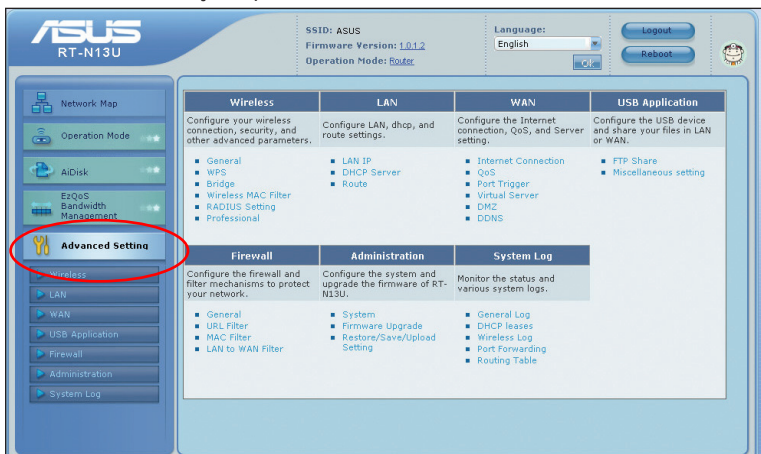 ASUS
RT-N13U
SSID: ASUS
Firmware Version: 1.0.1.2
Operation Mode: Router
Language:
English
OK
Logout
Reboot
Network Map
Operation Mode
AiDisk
EzQoS
Bandwidth
Management
Advanced Setting
Wireless
LAN
WAN
USB Application
Firewall
Administration
System Log
Wireless
Configure your wireless
connection, security, and
other advanced parameters.
General
WPS
Bridge
Wireless MAC Filter
RADIUS Setting
Professional
LAN
Configure LAN, dhcp, and
route settings.
LAN IP
DHCP Server
Route
WAN
Configure the Internet
connection, QoS, and Server
setting.
Internet Connection
QoS
Port Trigger
Virtual Server
DMZ
DDNS
USB Application
Configure the USB device
and share your files in LAN
or WAN.
FTP Share
Miscellaneous setting
Firewall
Configure the firewall and
filter mechanisms to protect
your network.
General
URL Filter
MAC Filter
LAN to WAN Filter
Administration
Configure the system and
upgrade the firmware of RT-
N13U.
System
Firmware Upgrade
Restore/Save/Upload
Setting
System Log
Monitor the status and
various system logs.
General Log
DHCP leases
Wireless Log
Port Forwarding
Routing Table